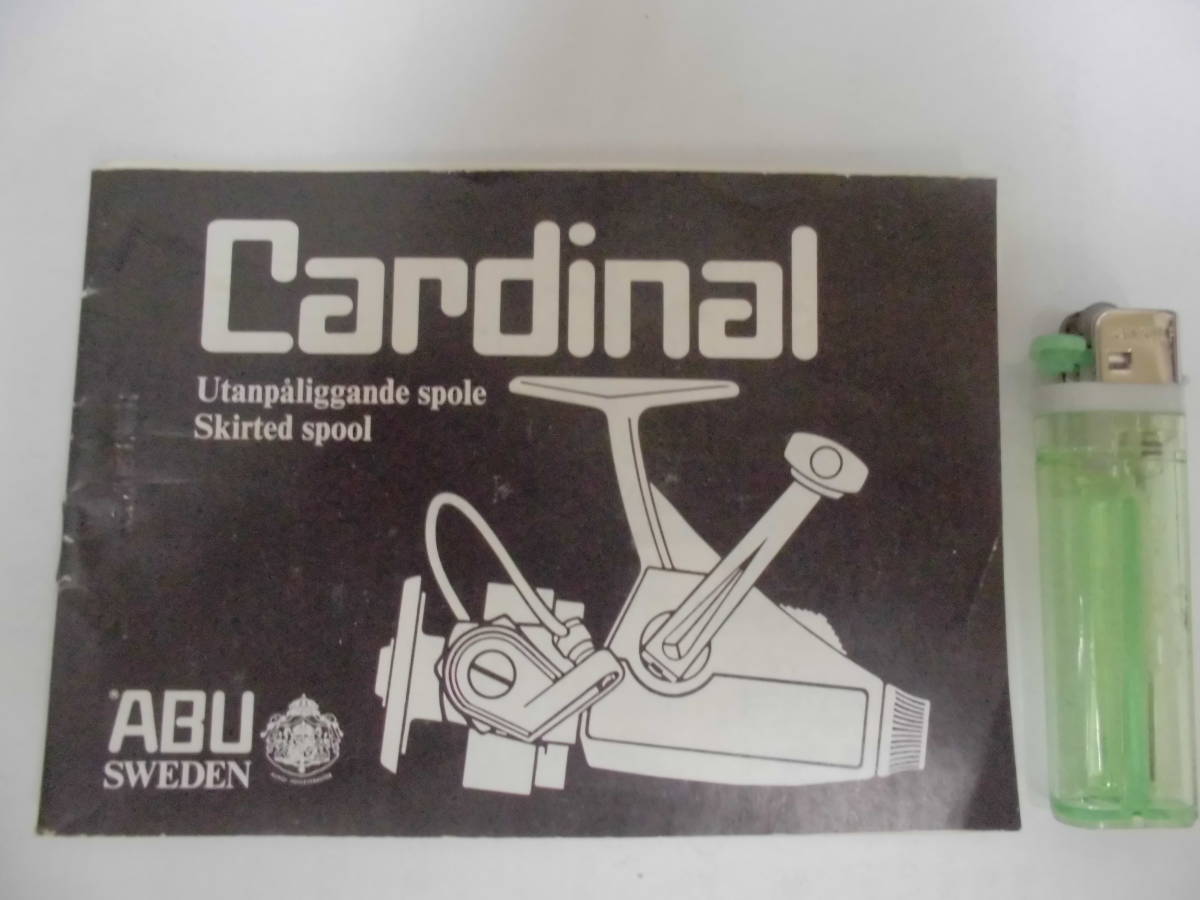 Cardinal
Utanpåliggande spole
Skirted spool
®ABU
SWEDEN